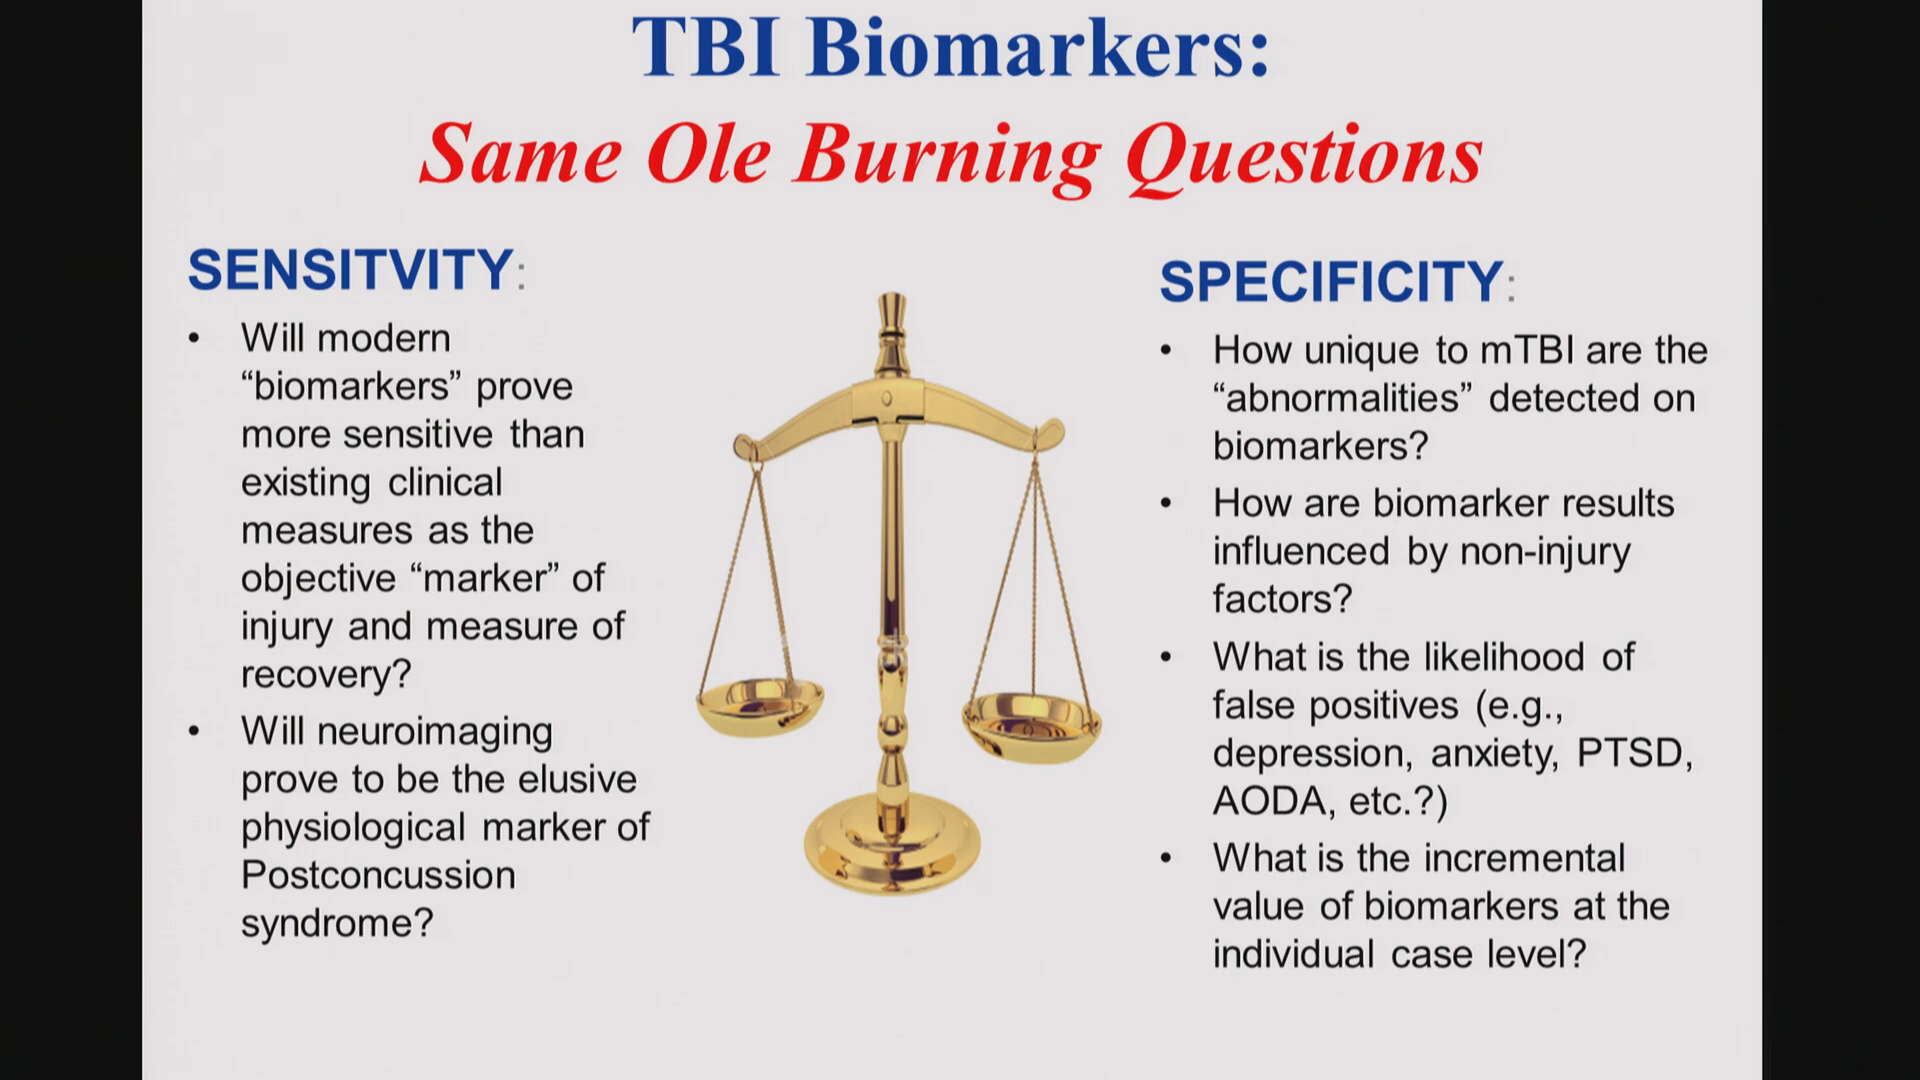 TBI Biomarkers:
Same Ole Burning Questions
SENSITVITY:
• Will modern
“biomarkers” prove
more sensitive than
existing clinical
measures as the
objective “marker” of
injury and measure of
recovery?
• Will neuroimaging
prove to be the elusive
physiological marker of
Postconcussion
syndrome?
SPECIFICITY:
• How unique to mTBI are the
“abnormalities” detected on
biomarkers?
• How are biomarker results
influenced by non-injury
factors?
• What is the likelihood of
false positives (e.g.,
depression, anxiety, PTSD,
AODA, etc.?)
• What is the incremental
value of biomarkers at the
individual case level?